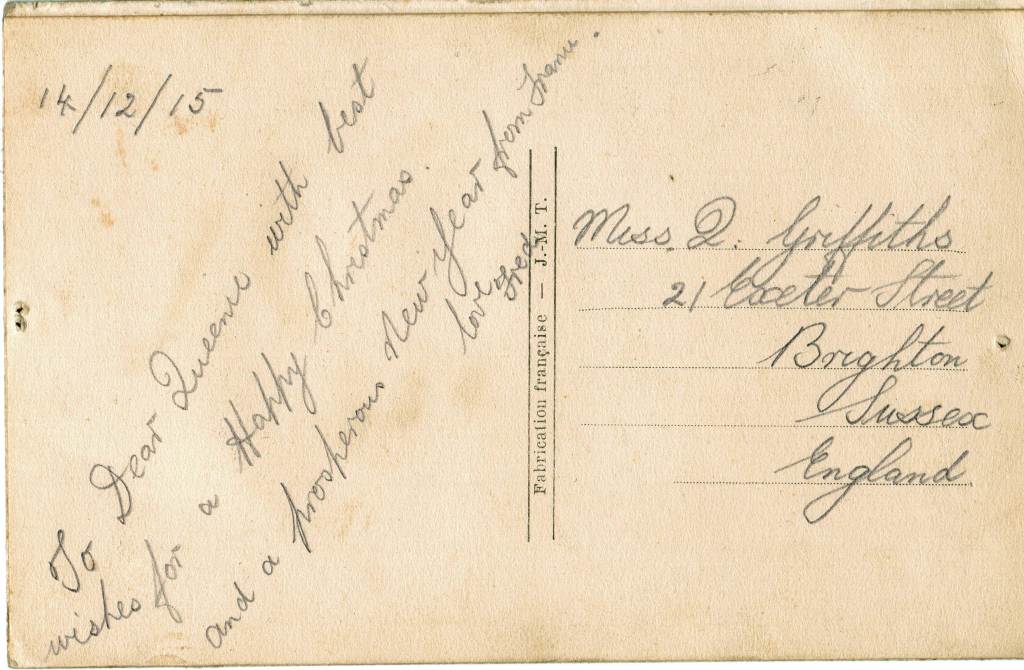 14/12/15
To Dear Queenie with best
wishes for a Happy Christmas.
and a prosperous New Year from
love Fred.
Fabrication française — J.-M. T.
Miss. Q. Griffiths
21 Exeter Street
Brighton
Sussex
England